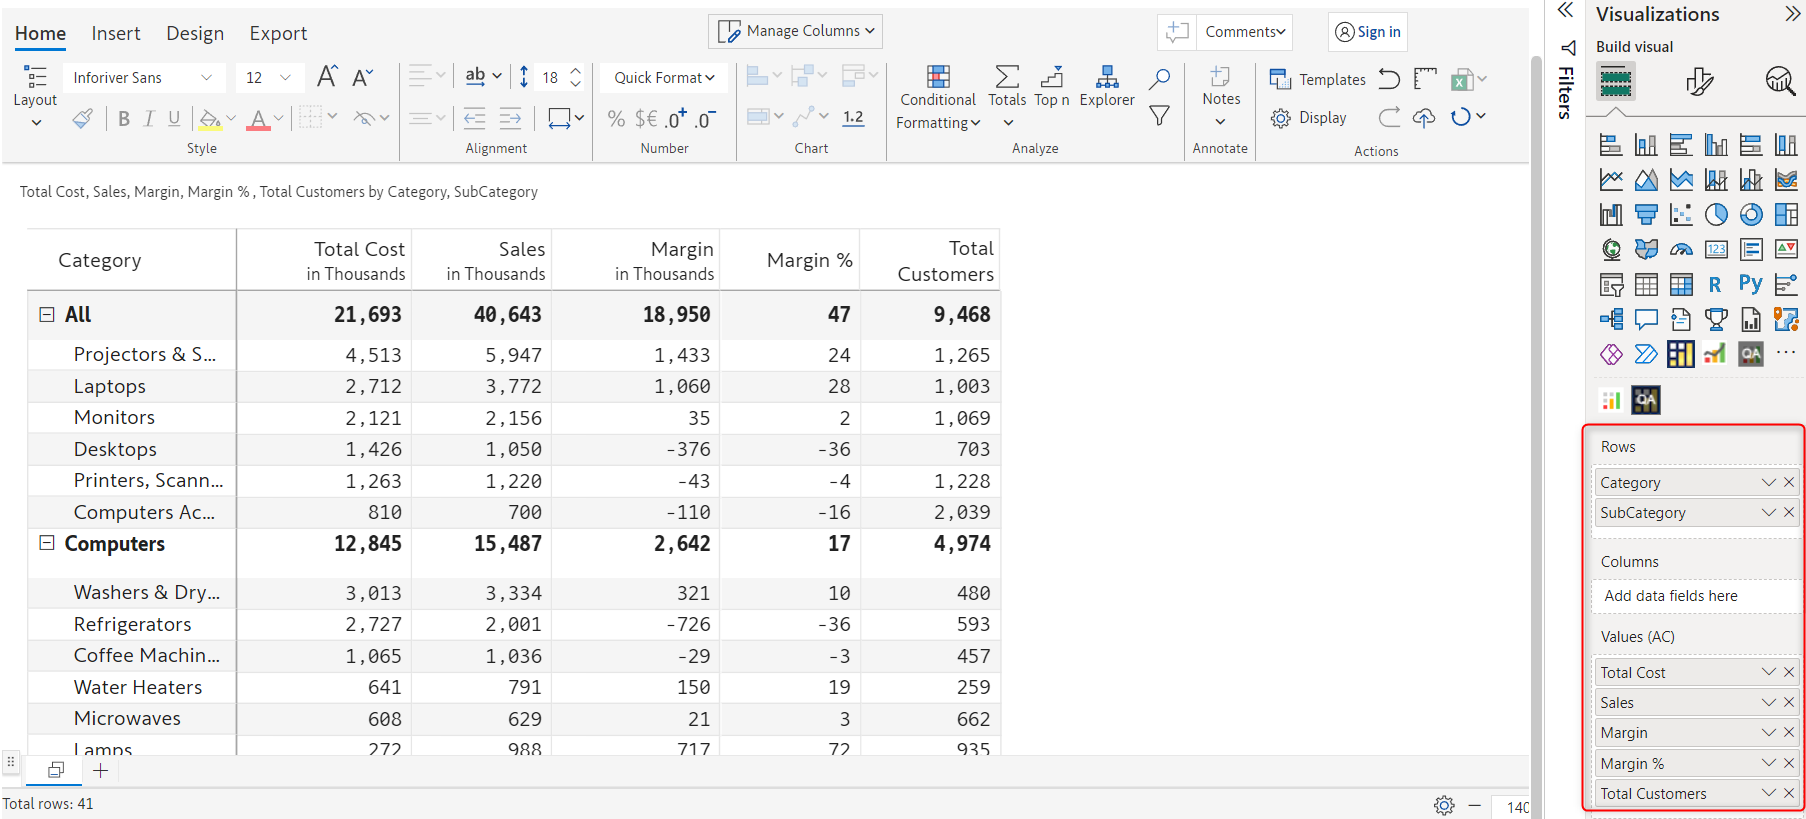 Home Insert Design Export
Manage Columns
Comments
Sign in
Layout
Inforiver Sans 12
B I U
Style
ab 18
Alignment
Quick Format
% $€ .0+ .0-
Number
1.2
Chart
Conditional Formatting
Totals
Top n
Explorer
Analyze
Notes
Annotate
Templates
Display
Actions
Total Cost, Sales, Margin, Margin % , Total Customers by Category, SubCategory
Category Total Cost in Thousands Sales in Thousands Margin in Thousands Margin % Total Customers
All 21,693 40,643 18,950 47 9,468
Projectors & S... 4,513 5,947 1,433 24 1,265
Laptops 2,712 3,772 1,060 28 1,003
Monitors 2,121 2,156 35 2 1,069
Desktops 1,426 1,050 -376 -36 703
Printers, Scann... 1,263 1,220 -43 -4 1,228
Computers Ac... 810 700 -110 -16 2,039
Computers 12,845 15,487 2,642 17 4,974
Washers & Dry... 3,013 3,334 321 10 480
Refrigerators 2,727 2,001 -726 -36 593
Coffee Machin... 1,065 1,036 -29 -3 457
Water Heaters 641 791 150 19 259
Microwaves 608 629 21 3 662
Lamps 272 988 717 72 935
Total rows: 41
140
Filters
Visualizations
Build visual
123
R Py
QA
QA
Rows
Category
SubCategory
Columns
Add data fields here
Values (AC)
Total Cost
Sales
Margin
Margin %
Total Customers